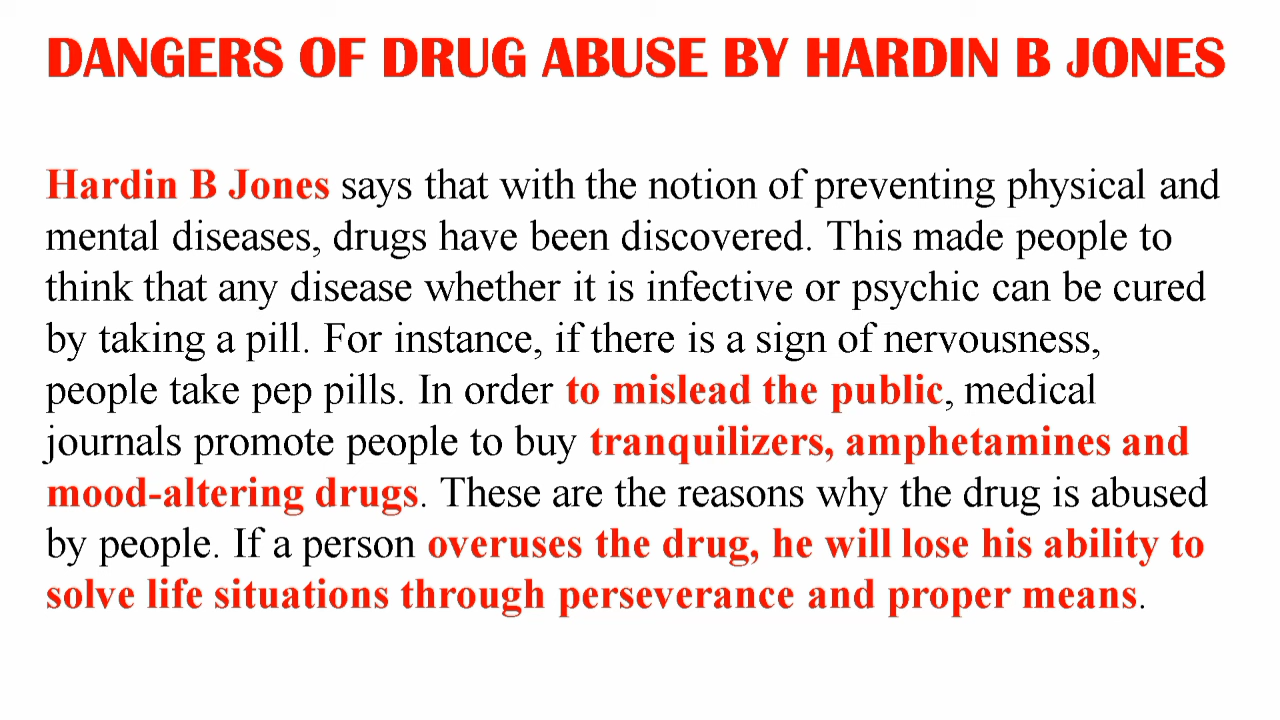 DANGERS OF DRUG ABUSE BY HARDIN B JONES
Hardin B Jones says that with the notion of preventing physical and
mental diseases, drugs have been discovered. This made people to
think that any disease whether it is infective or psychic can be cured
by taking a pill. For instance, if there is a sign of nervousness,
people take pep pills. In order to mislead the public, medical
journals promote people to buy tranquilizers, amphetamines and
mood-altering drugs. These are the reasons why the drug is abused
by people. If a person overuses the drug, he will lose his ability to
solve life situations through perseverance and proper means.